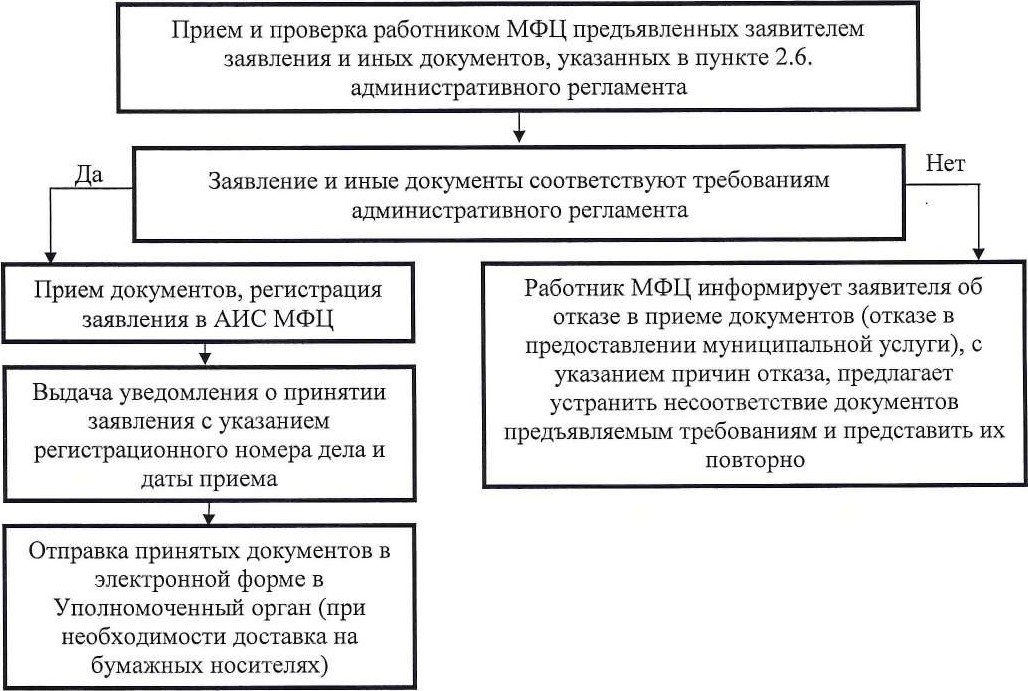 Прием и проверка работником МФЦ предъявленных заявителем
заявления и иных документов, указанных в пункте 2.6.
административного регламента
Да
Заявление и иные документы соответствуют требованиям
административного регламента
Нет
Прием документов, регистрация
заявления в АИС МФЦ
Выдача уведомления о принятии
заявления с указанием
регистрационного номера дела и
даты приема
Отправка принятых документов в
электронной форме в
Уполномоченный орган (при
необходимости доставка на
бумажных носителях)
Работник МФЦ информирует заявителя об
отказе в приеме документов (отказе в
предоставлении муниципальной услуги), с
указанием причин отказа, предлагает
устранить несоответствие документов
предъявляемым требованиям и представить их
повторно